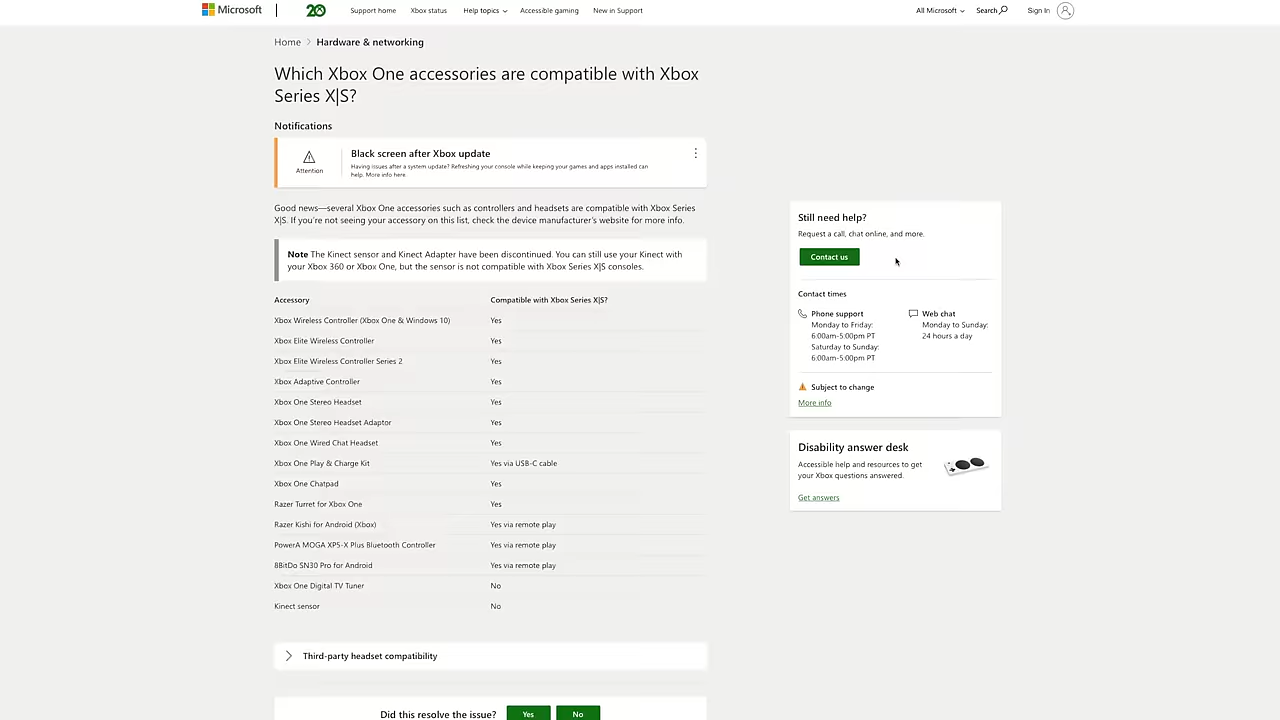 Microsoft
20
Support home
Xbox status
Help topics
Accessible gaming
New in Support
All Microsoft
Search
Sign In
Home > Hardware & networking
Which Xbox One accessories are compatible with Xbox
Series X|S?
Notifications
Attention
Black screen after Xbox update
Having issues after a system update? Refreshing your console while keeping your games and apps installed can
help. More info here.
Good news—several Xbox One accessories such as controllers and headsets are compatible with Xbox Series
X|S. If you're not seeing your accessory on this list, check the device manufacturer's website for more info.
Note The Kinect sensor and Kinect Adapter have been discontinued. You can still use your Kinect with
your Xbox 360 or Xbox One, but the sensor is not compatible with Xbox Series X|S consoles.
Accessory Compatible with Xbox Series X|S?
Xbox Wireless Controller (Xbox One & Windows 10) Yes
Xbox Elite Wireless Controller Yes
Xbox Elite Wireless Controller Series 2 Yes
Xbox Adaptive Controller Yes
Xbox One Stereo Headset Yes
Xbox One Stereo Headset Adaptor Yes
Xbox One Wired Chat Headset Yes
Xbox One Play & Charge Kit Yes via USB-C cable
Xbox One Chatpad Yes
Razer Turret for Xbox One Yes
Razer Kishi for Android (Xbox) Yes via remote play
PowerA MOGA XP5-X Plus Bluetooth Controller Yes via remote play
8BitDo SN30 Pro for Android Yes via remote play
Xbox One Digital TV Tuner No
Kinect sensor No
Third-party headset compatibility
Did this resolve the issue? Yes No
Still need help?
Request a call, chat online, and more.
Contact us
Contact times
Phone support
Monday to Friday:
6:00am-5:00pm PT
Saturday to Sunday:
6:00am-5:00pm PT
Web chat
Monday to Sunday:
24 hours a day
Subject to change
More info
Disability answer desk
Accessible help and resources to get
your Xbox questions answered.
Get answers